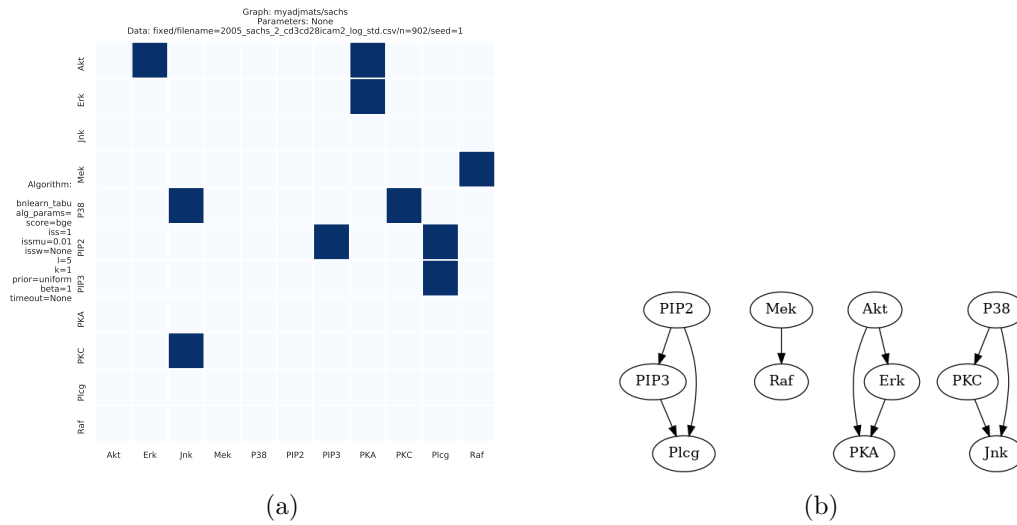 Graph: myadjmats/sachs
Parameters: None
Data: fixed/filename=2005_sachs_2_cd3cd28icam2_log_std.csv/n=902/seed=1
Akt
Erk
Jnk
Mek
P38
PIP2
PIP3
PKA
PKC
Plcg
Raf
Algorithm:
bnlearn_tabu
alg_params=
score=bge
iss=1
issmu=0.01
issw=None
l=5
k=1
prior=uniform
beta=1
timeout=None
Akt Erk Jnk Mek P38 PIP2 PIP3 PKA PKC Plcg Raf
(a)
PIP2 Mek Akt P38
PIP3 Raf Erk PKC
Plcg PKA Jnk
(b)